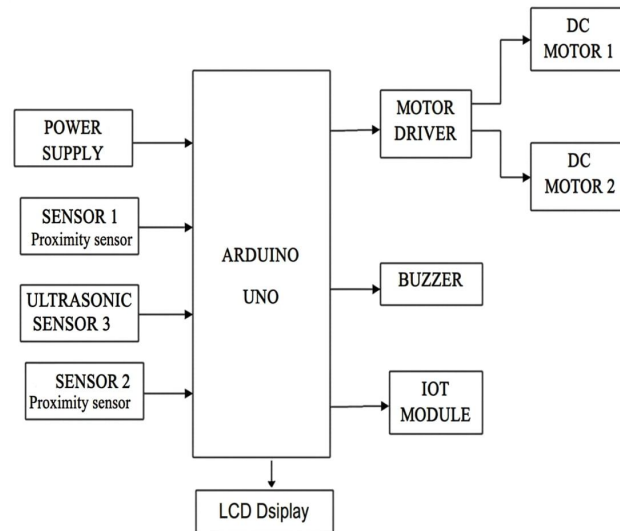 POWER
SUPPLY
SENSOR 1
Proximity sensor
ULTRASONIC
SENSOR 3
SENSOR 2
Proximity sensor
ARDUINO
UNO
LCD Dsiplay
MOTOR
DRIVER
DC
MOTOR 1
DC
MOTOR 2
BUZZER
IOT
MODULE